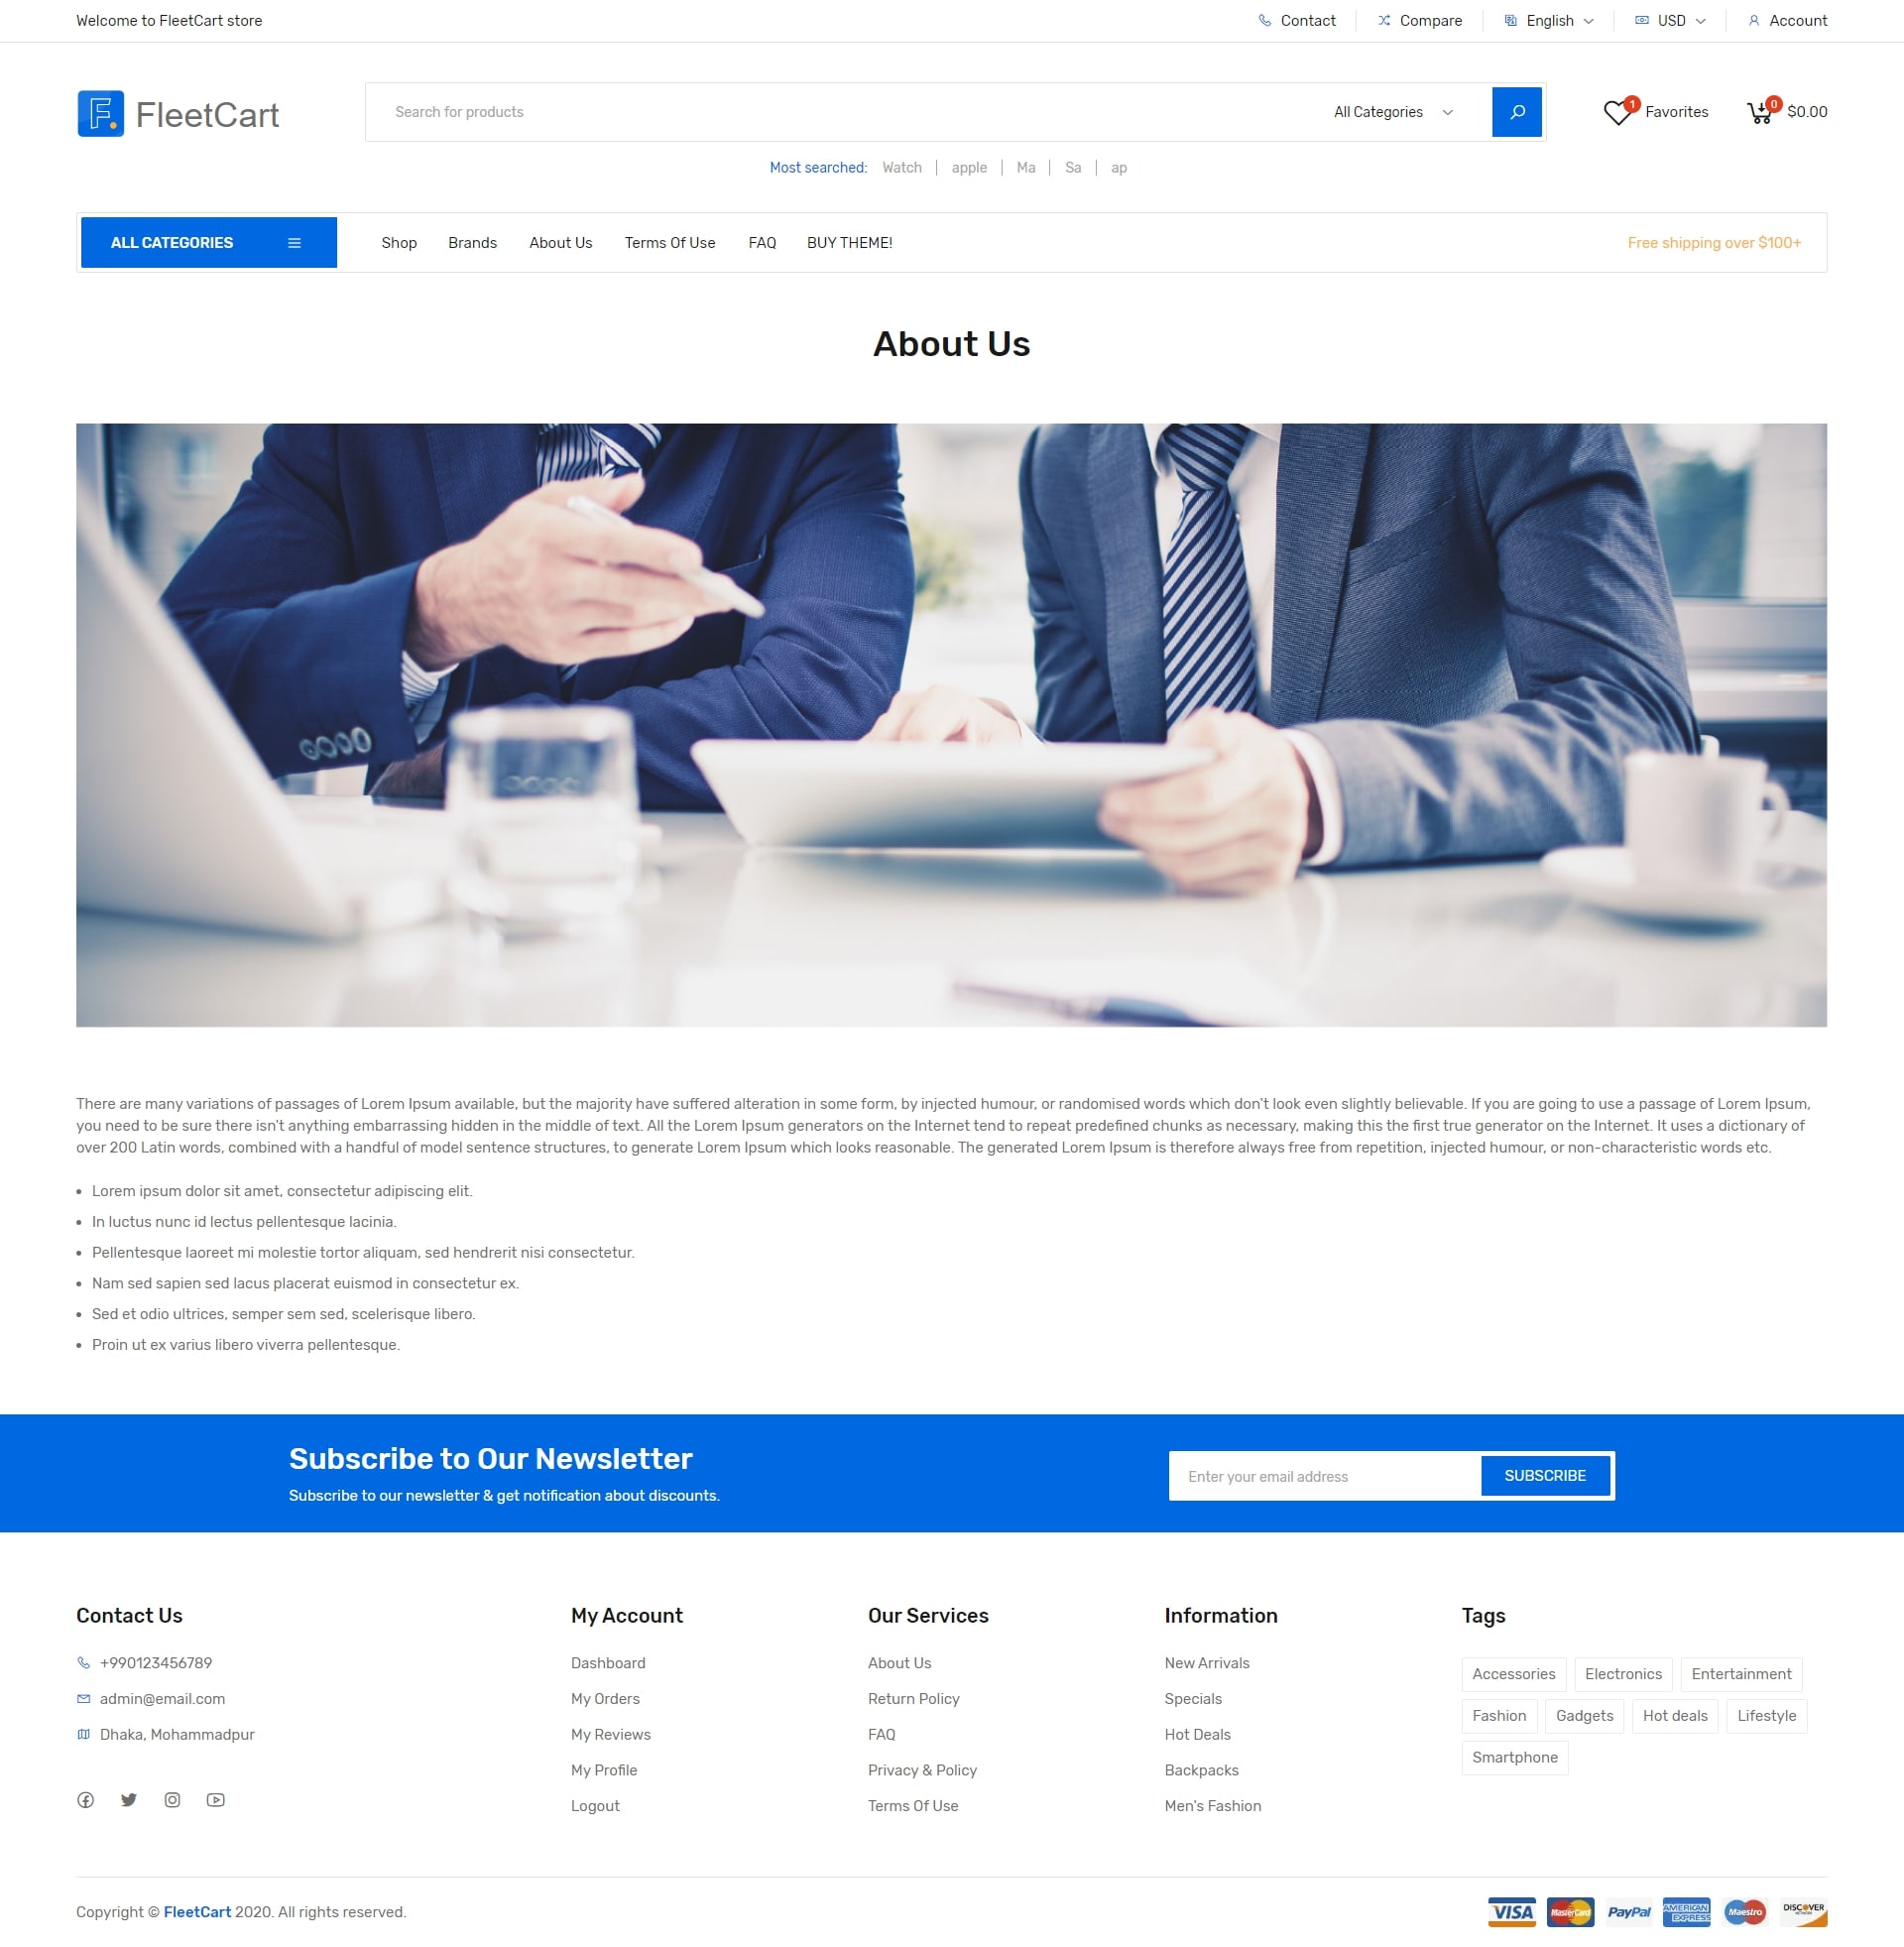 Welcome to FleetCart store
Contact
Compare
English
USD
Account
F.
FleetCart
Search for products
All Categories
1
Favorites
0
$0.00
Most searched: Watch apple Ma Sa ap
ALL CATEGORIES
Shop
Brands
About Us
Terms Of Use
FAQ
BUY THEME!
Free shipping over $100+
About Us
There are many variations of passages of Lorem Ipsum available, but the majority have suffered alteration in some form, by injected humour, or randomised words which don't look even slightly believable. If you are going to use a passage of Lorem Ipsum,
you need to be sure there isn't anything embarrassing hidden in the middle of text. All the Lorem Ipsum generators on the Internet tend to repeat predefined chunks as necessary, making this the first true generator on the Internet. It uses a dictionary of
over 200 Latin words, combined with a handful of model sentence structures, to generate Lorem Ipsum which looks reasonable. The generated Lorem Ipsum is therefore always free from repetition, injected humour, or non-characteristic words etc.
Lorem ipsum dolor sit amet, consectetur adipiscing elit.
In luctus nunc id lectus pellentesque lacinia.
Pellentesque laoreet mi molestie tortor aliquam, sed hendrerit nisi consectetur.
Nam sed sapien sed lacus placerat euismod in consectetur ex.
Sed et odio ultrices, semper sem sed, scelerisque libero.
Proin ut ex varius libero viverra pellentesque.
Subscribe to Our Newsletter
Subscribe to our newsletter & get notification about discounts.
Enter your email address
SUBSCRIBE
Contact Us
+990123456789
admin@email.com
Dhaka, Mohammadpur
My Account
Dashboard
My Orders
My Reviews
My Profile
Logout
Our Services
About Us
Return Policy
FAQ
Privacy & Policy
Terms Of Use
Information
New Arrivals
Specials
Hot Deals
Backpacks
Men's Fashion
Tags
Accessories
Electronics
Entertainment
Fashion
Gadgets
Hot deals
Lifestyle
Smartphone
Copyright © FleetCart 2020. All rights reserved.
VISA
MasterCard
PayPal
AMERICAN EXPRESS
Maestro
DISCOVER